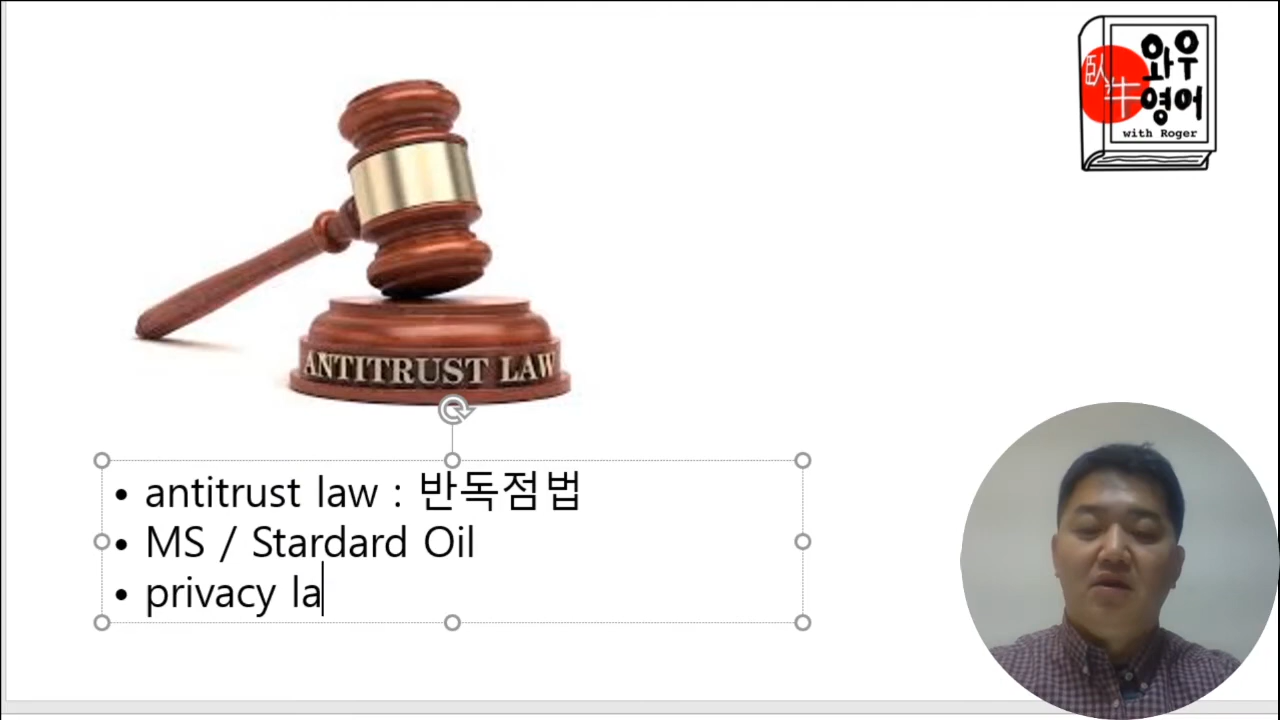 臥牛
와우
영어
with Roger
ANTITRUST LAW
• antitrust law : 반독점법
• MS / Stardard Oil
• privacy la